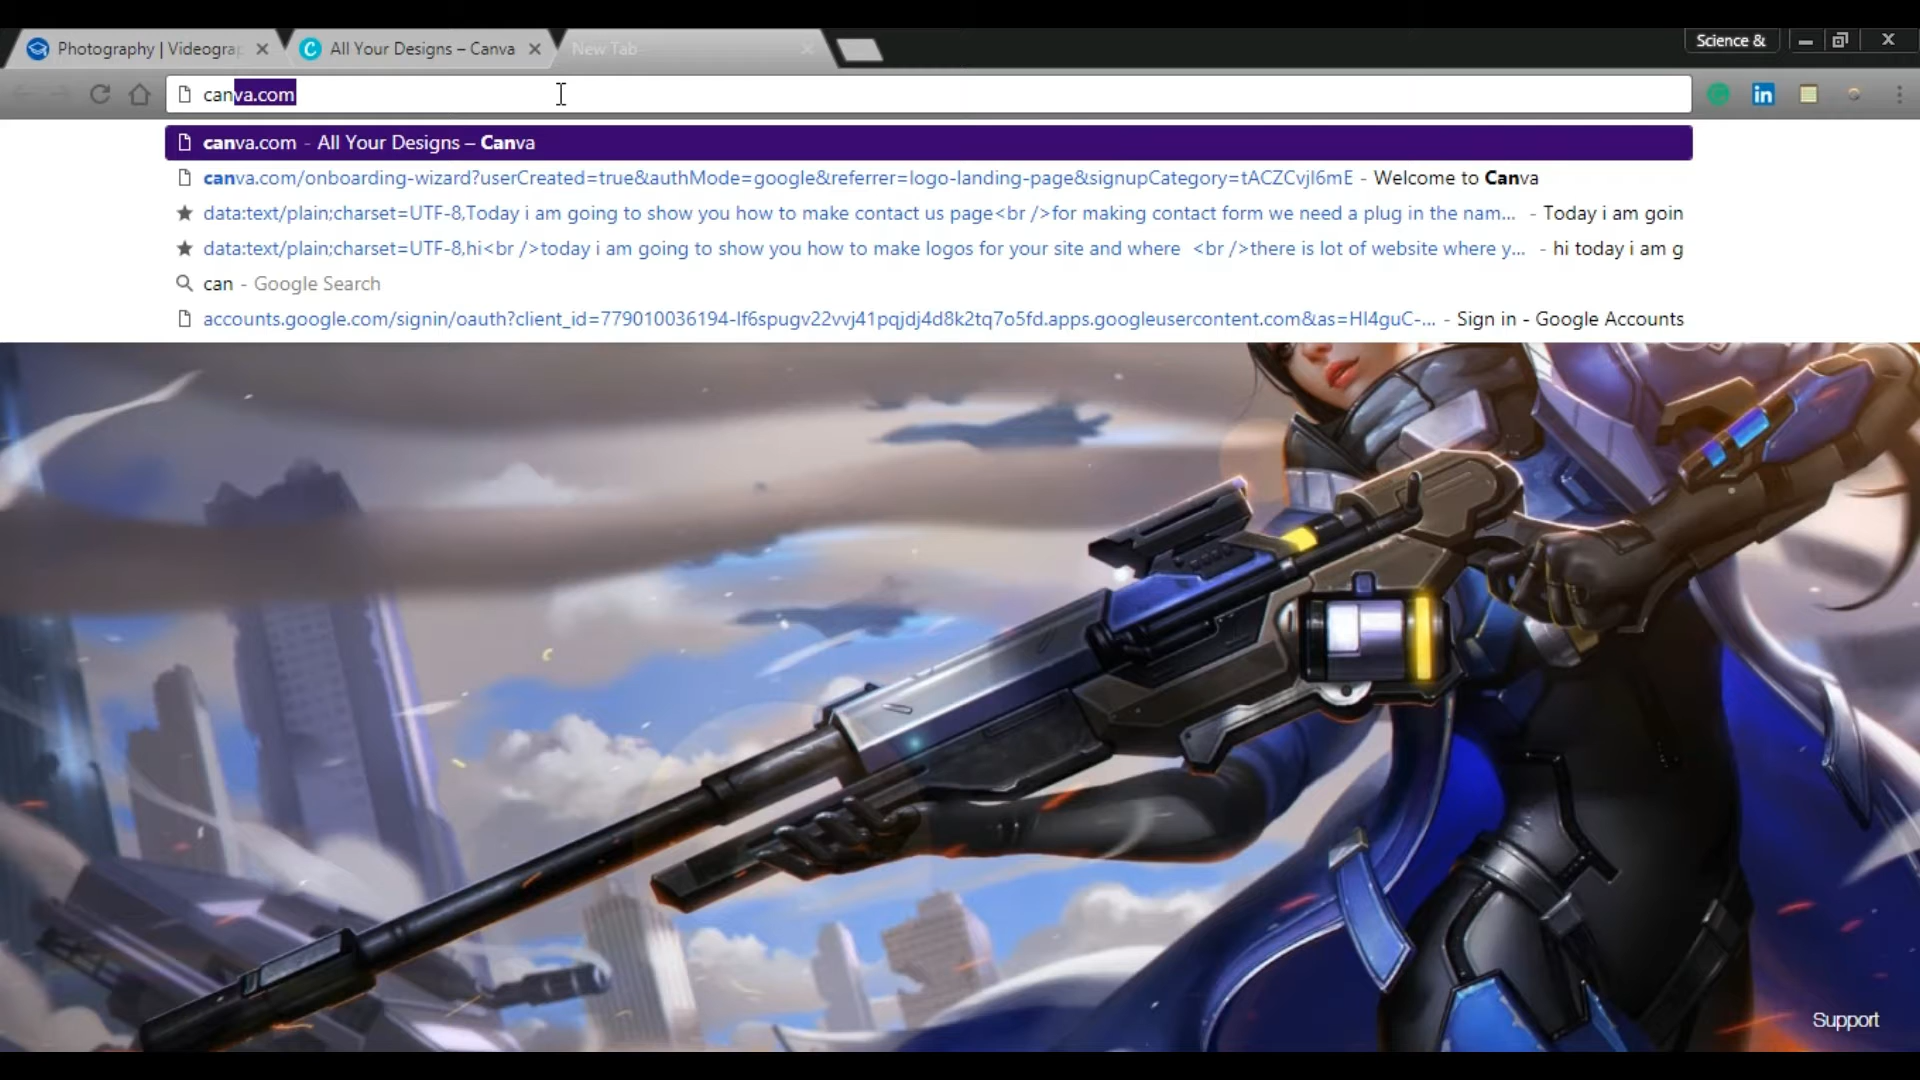 Photography | Videogra
All Your Designs – Canva
New Tab
Science &
canva.com
in
canva.com - All Your Designs – Canva
canva.com/onboarding-wizard?userCreated=true&authMode=google&referrer=logo-landing-page&signupCategory=tACZCvjI6mE - Welcome to Canva
data:text/plain;charset=UTF-8,Today i am going to show you how to make contact us page<br />for making contact form we need a plug in the nam... - Today i am goin
data:text/plain;charset=UTF-8,hi<br />today i am going to show you how to make logos for your site and where <br />there is lot of website where y... - hi today i am g
can - Google Search
accounts.google.com/signin/oauth?client_id=779010036194-lf6spugv22vvj41pqjdj4d8k2tq7o5fd.apps.googleusercontent.com&as=HI4guC-... - Sign in - Google Accounts
Support